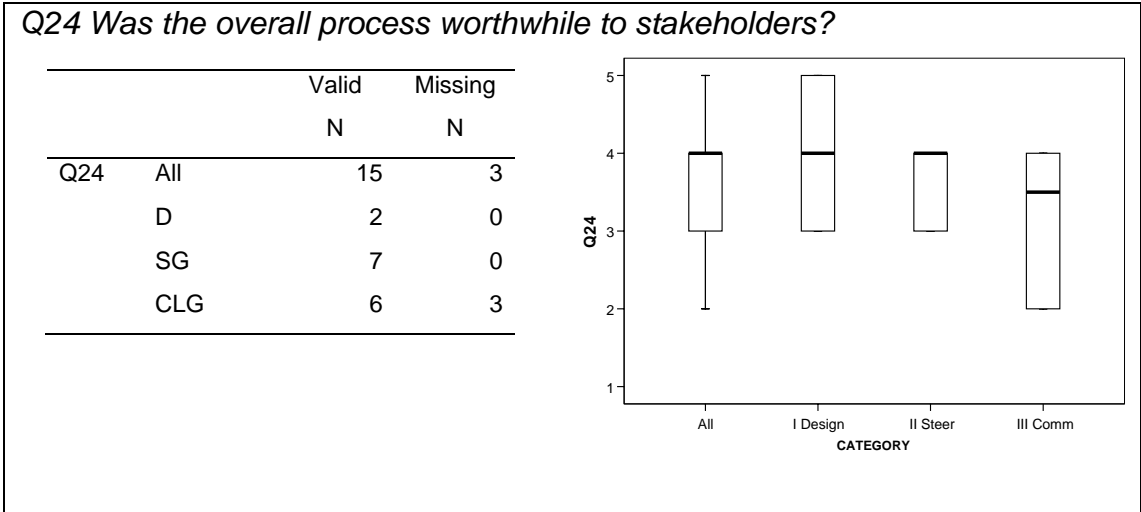 Q24 Was the overall process worthwhile to stakeholders?
Valid Missing
N N
Q24 All 15 3
D 2 0
SG 7 0
CLG 6 3
5
4
3
2
1
Q24
All I Design II Steer III Comm
CATEGORY